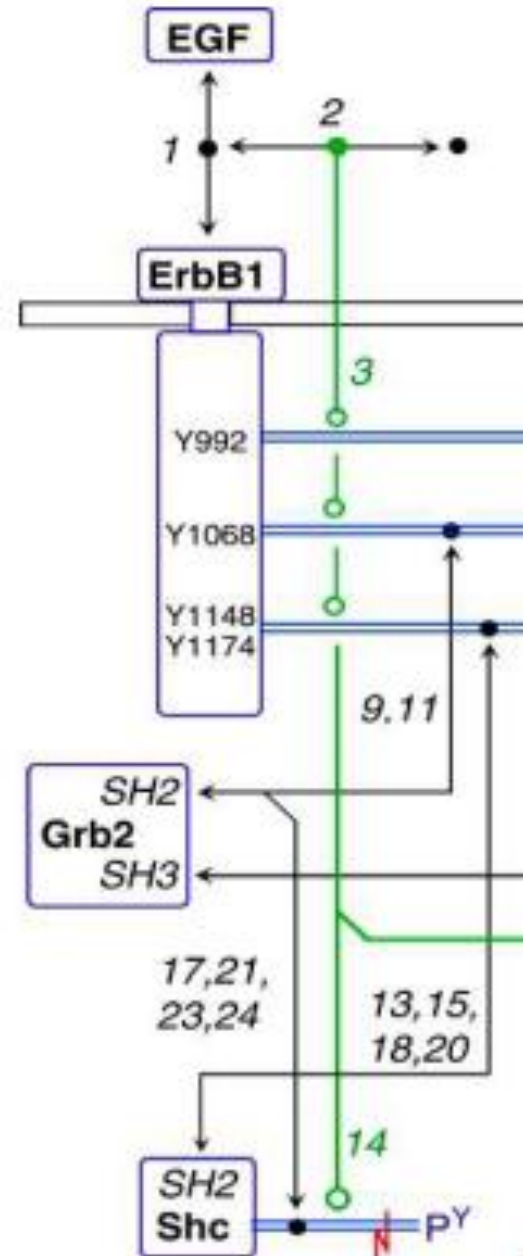 EGF
2
1
ErbB1
3
Y992
Y1068
Y1148
Y1174
9.11
SH2
Grb2
SH3
17,21,
23,24
13,15,
18,20
14
SH2
Shc
N
PY